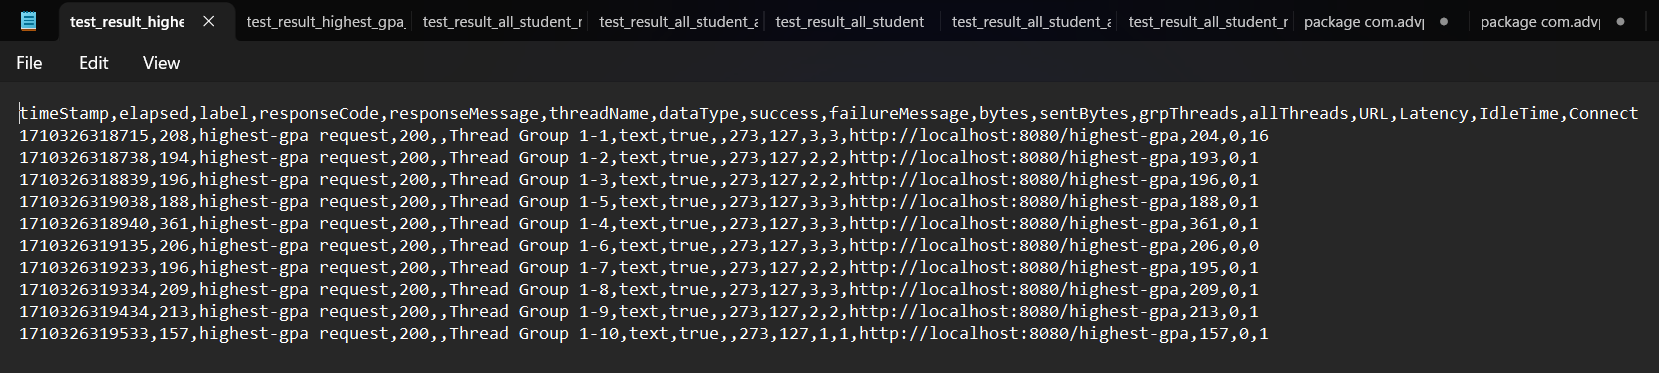 test_result_highe
test_result_highest_gpa_
test_result_all_student_r
test_result_all_student_a
test_result_all_student
test_result_all_student_a
test_result_all_student_r
package com.advp
package com.advp
File Edit View
timeStamp,elapsed,label,responseCode,responseMessage,threadName,dataType,success,failureMessage,bytes,sentBytes,grpThreads,allThreads,URL,Latency,IdleTime,Connect
1710326318715,208,highest-gpa request,200,,Thread Group 1-1,text,true,,273,127,3,3,http://localhost:8080/highest-gpa,204,0,16
1710326318738,194,highest-gpa request,200,,Thread Group 1-2,text,true,,273,127,2,2,http://localhost:8080/highest-gpa,193,0,1
1710326318839,196,highest-gpa request,200,,Thread Group 1-3,text,true,,273,127,2,2,http://localhost:8080/highest-gpa,196,0,1
1710326319038,188,highest-gpa request,200,,Thread Group 1-5,text,true,,273,127,3,3,http://localhost:8080/highest-gpa,188,0,1
1710326318940,361,highest-gpa request,200,,Thread Group 1-4,text,true,,273,127,3,3,http://localhost:8080/highest-gpa,361,0,1
1710326319135,206,highest-gpa request,200,,Thread Group 1-6,text,true,,273,127,3,3,http://localhost:8080/highest-gpa,206,0,0
1710326319233,196,highest-gpa request,200,,Thread Group 1-7,text,true,,273,127,2,2,http://localhost:8080/highest-gpa,195,0,1
1710326319334,209,highest-gpa request,200,,Thread Group 1-8,text,true,,273,127,3,3,http://localhost:8080/highest-gpa,209,0,1
1710326319434,213,highest-gpa request,200,,Thread Group 1-9,text,true,,273,127,2,2,http://localhost:8080/highest-gpa,213,0,1
1710326319533,157,highest-gpa request,200,,Thread Group 1-10,text,true,,273,127,1,1,http://localhost:8080/highest-gpa,157,0,1